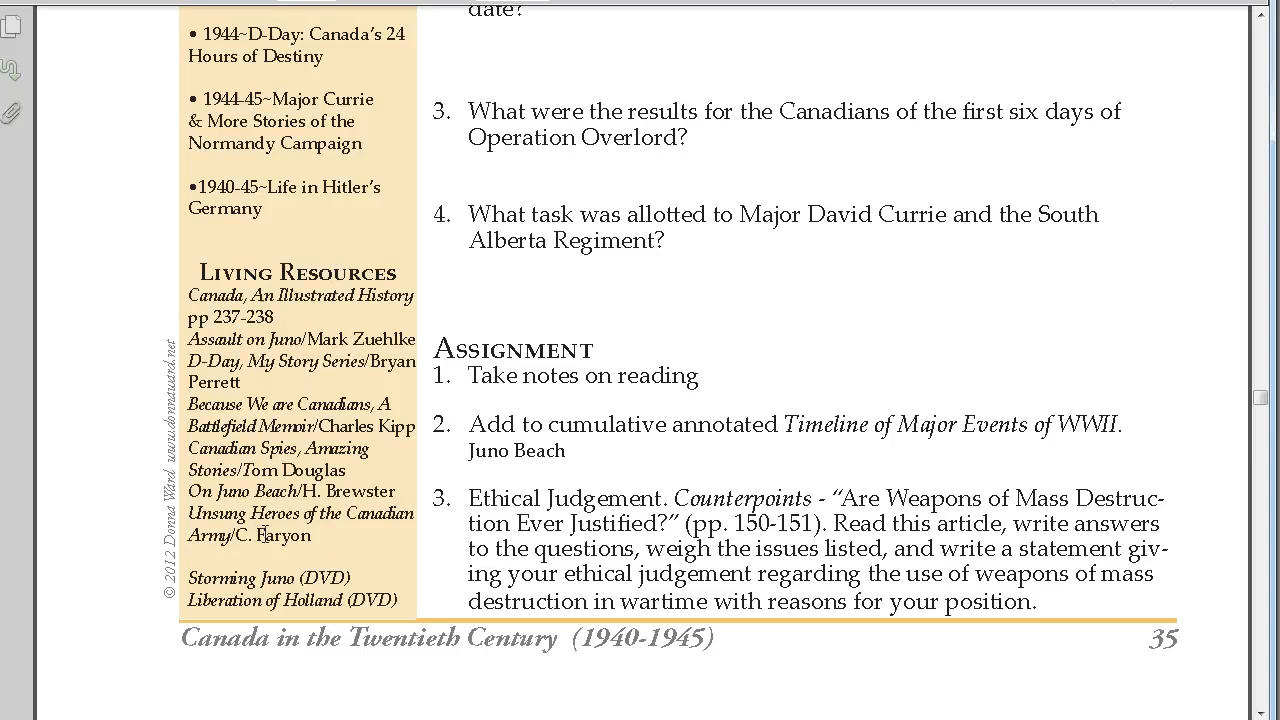 • 1944~D-Day: Canada's 24
Hours of Destiny
• 1944-45~Major Currie
& More Stories of the
Normandy Campaign
•1940-45~Life in Hitler's
Germany
LIVING RESOURCES
Canada, An Illustrated History
pp 237-238
Assault on Juno/Mark Zuehlke
D-Day, My Story Series/Bryan
Perrett
Because We are Canadians, A
Battlefield Memoir/Charles Kipp
Canadian Spies, Amazing
Stories/Tom Douglas
On Juno Beach/H. Brewster
Unsung Heroes of the Canadian
Army/C. Faryon
Storming Juno (DVD)
Liberation of Holland (DVD)
© 2012 Donna Ward www.donnaward.net
date?
3. What were the results for the Canadians of the first six days of
Operation Overlord?
4. What task was allotted to Major David Currie and the South
Alberta Regiment?
ASSIGNMENT
1. Take notes on reading
2. Add to cumulative annotated Timeline of Major Events of WWII.
Juno Beach
3. Ethical Judgement. Counterpoints - “Are Weapons of Mass Destruc-
tion Ever Justified?” (pp. 150-151). Read this article, write answers
to the questions, weigh the issues listed, and write a statement giv-
ing your ethical judgement regarding the use of weapons of mass
destruction in wartime with reasons for your position.
Canada in the Twentieth Century (1940-1945)
35